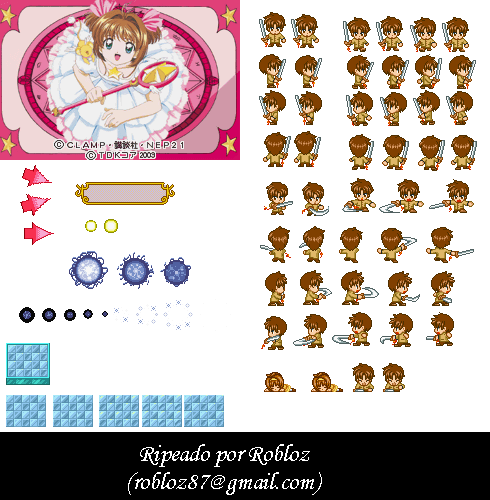 © CLAMP・講談社・NEP21
© TDKコア 2003
Ripeado por Robloz
(robloz87@gmail.com)